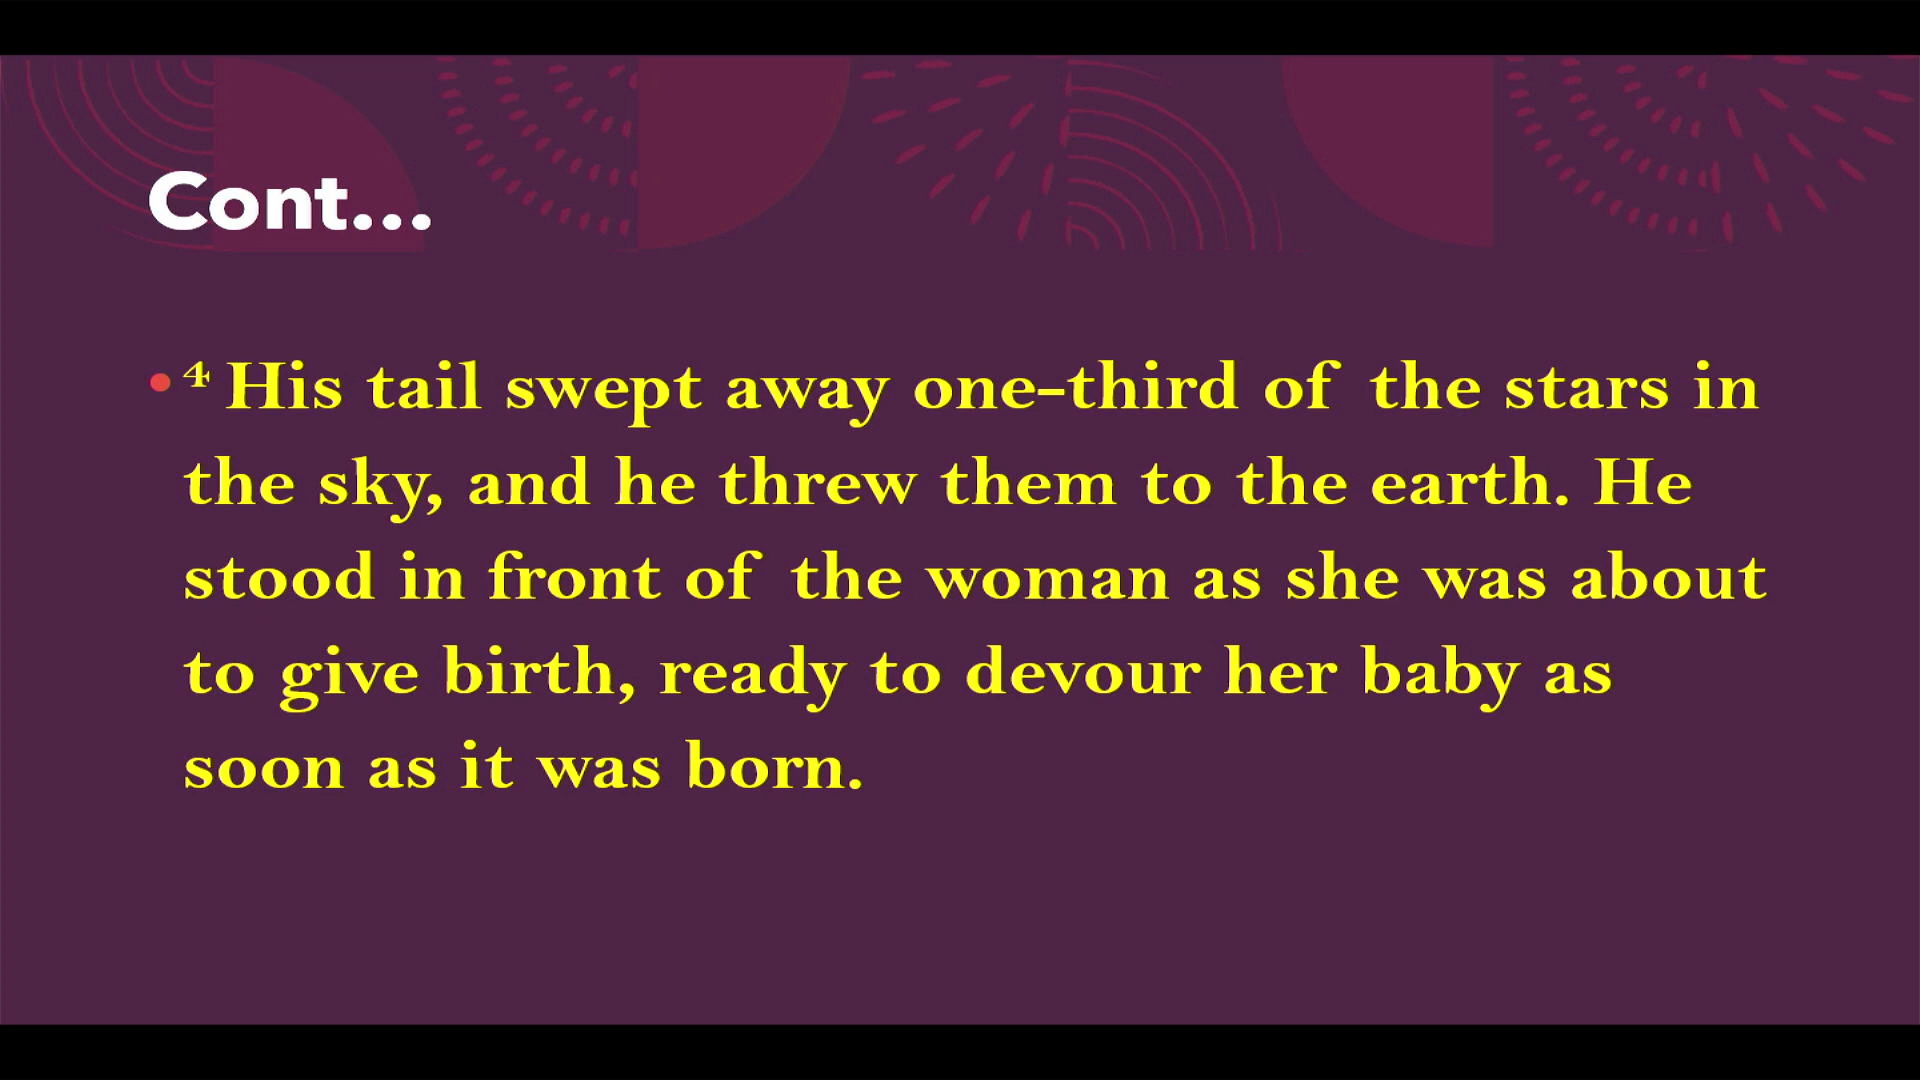 Cont...
• ⁴ His tail swept away one-third of the stars in
the sky, and he threw them to the earth. He
stood in front of the woman as she was about
to give birth, ready to devour her baby as
soon as it was born.